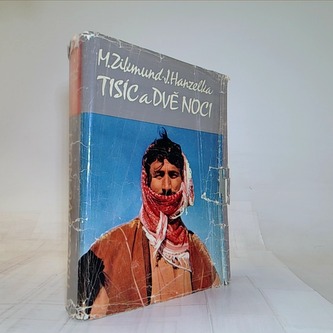 M. Zikmund-J. Hanzelka
TISÍC a DVĚ NOCI